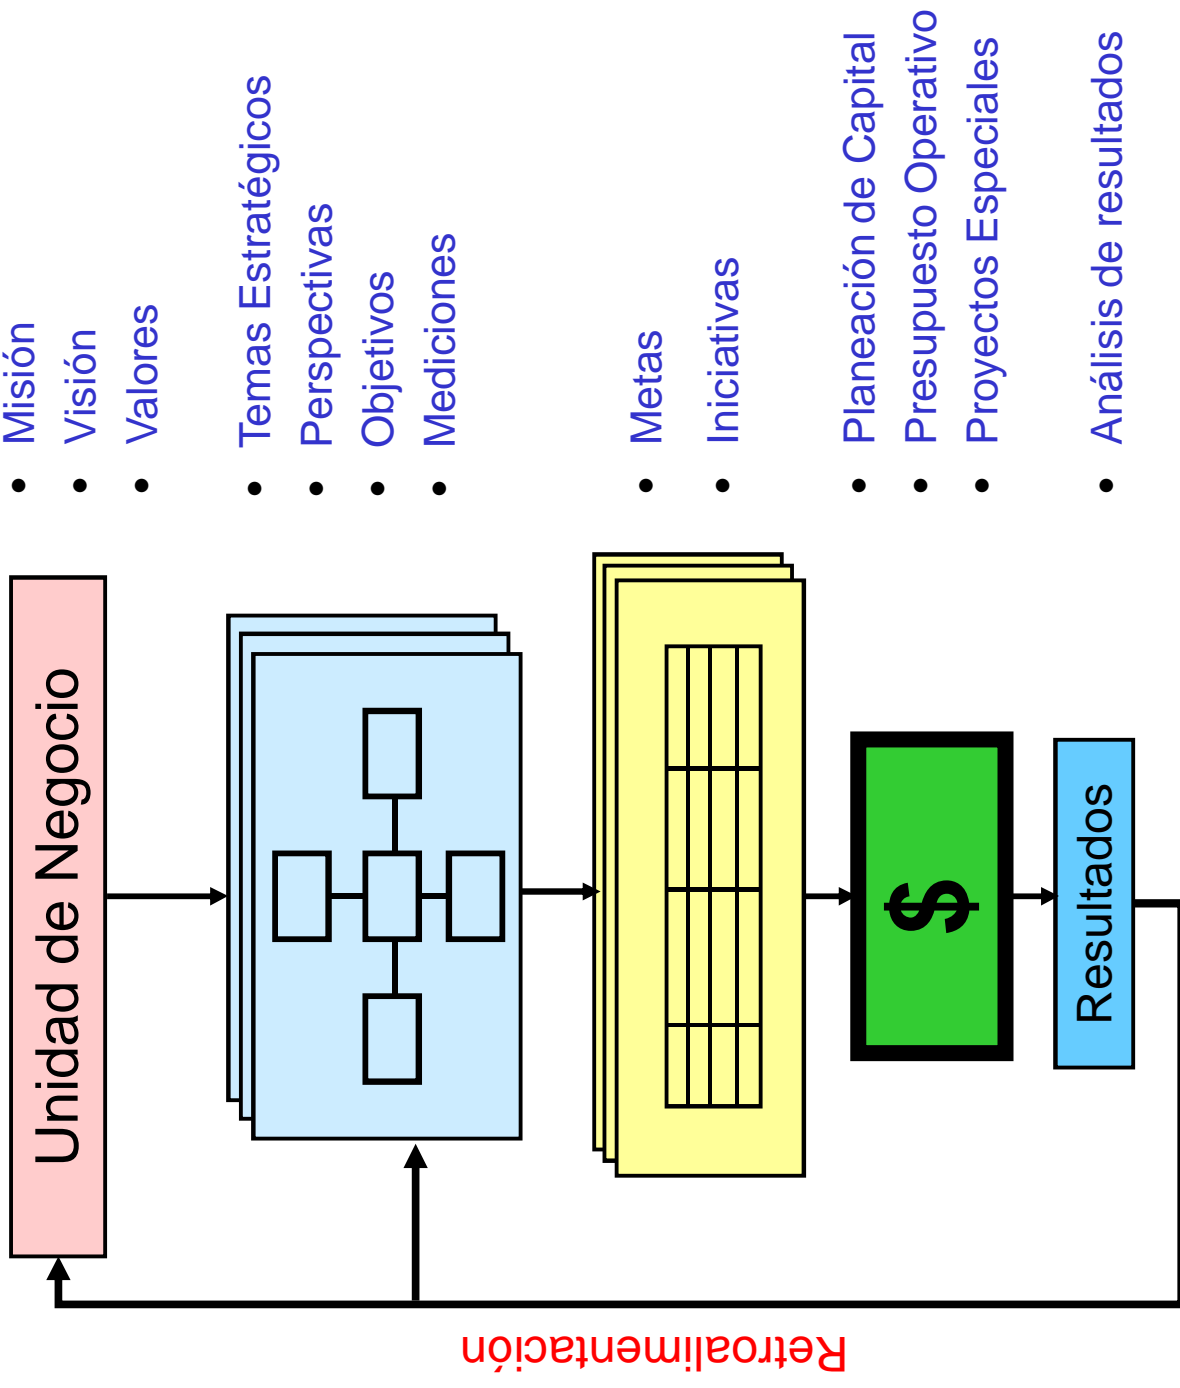 Unidad de Negocio
• Misión
• Visión
• Valores
• Temas Estratégicos
• Perspectivas
• Objetivos
• Mediciones
• Metas
• Iniciativas
$
• Planeación de Capital
• Presupuesto Operativo
• Proyectos Especiales
Resultados
• Análisis de resultados
Retroalimentación